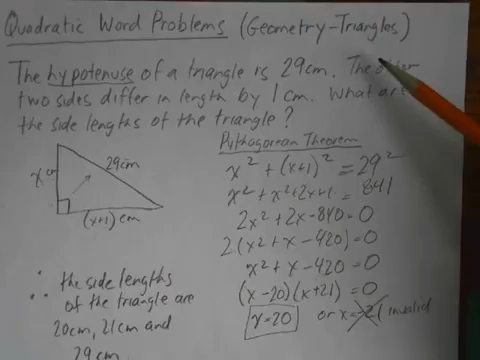 Quadratic Word Problems (Geometry-Triangles)
The hypotenuse of a triangle is 29cm. The other
two sides differ in length by 1 cm. What are
the side lengths of the triangle?
Pythagorean Theorem
x² + (x+1)² = 29²
x² + x²+2x+1 = 841
2x² + 2x - 840 = 0
2(x² + x - 420) = 0
x² + x - 420 = 0
(x-20)(x+21) = 0
x=20 or x=-21 invalid
x cm
29cm
(x+1) cm
∴ the side lengths
of the triangle are
20cm, 21cm and
29cm.